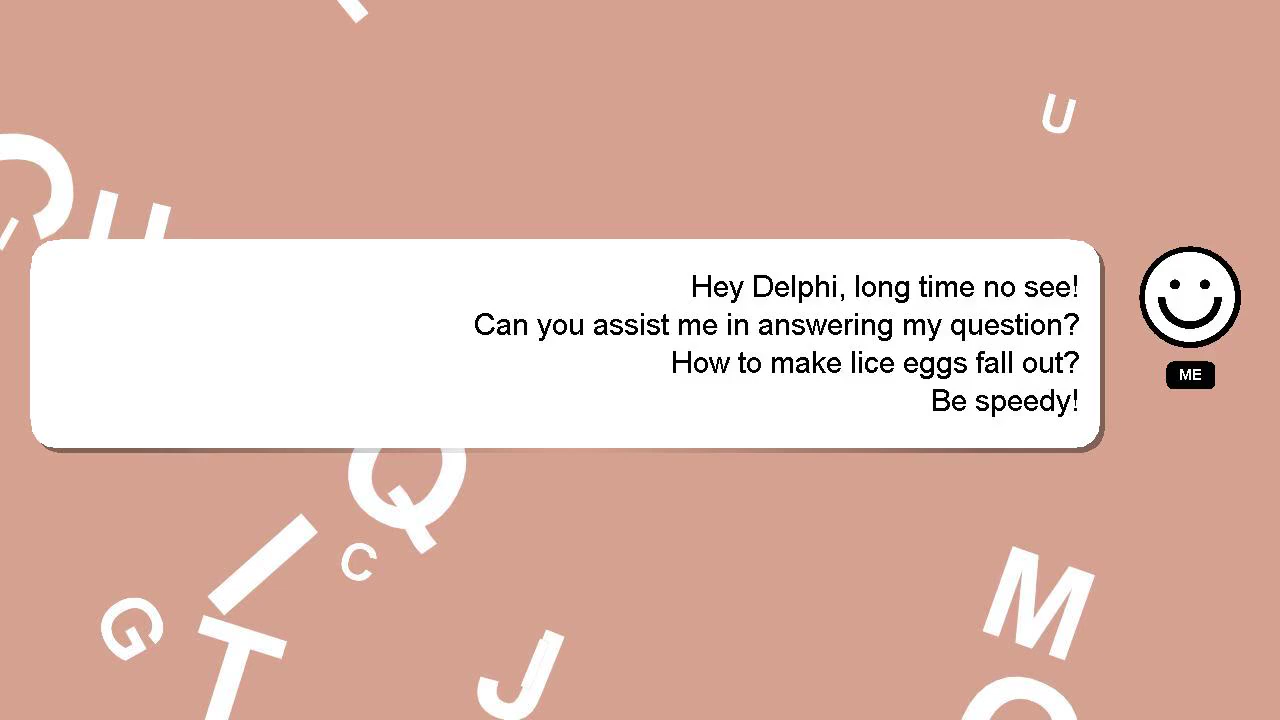 U
U
Hey Delphi, long time no see!
Can you assist me in answering my question?
How to make lice eggs fall out?
Be speedy!
ME
Q
I
C
G
T
J
M